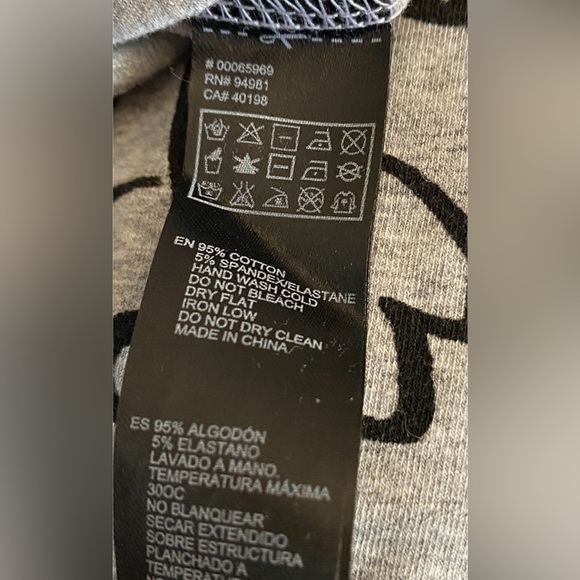 # 00065969
RN# 94981
CA# 40198
EN 95% COTTON
5% SPANDEX/ELASTANE
HAND WASH COLD
DO NOT BLEACH
DRY FLAT
IRON LOW
DO NOT DRY CLEAN
MADE IN CHINA
ES 95% ALGODÓN
5% ELASTANO
LAVADO A MANO.
TEMPERATURA MÁXIMA
30OC
NO BLANQUEAR
SECAR EXTENDIDO
SOBRE ESTRUCTURA
PLANCHADO A
TEMPERATURA